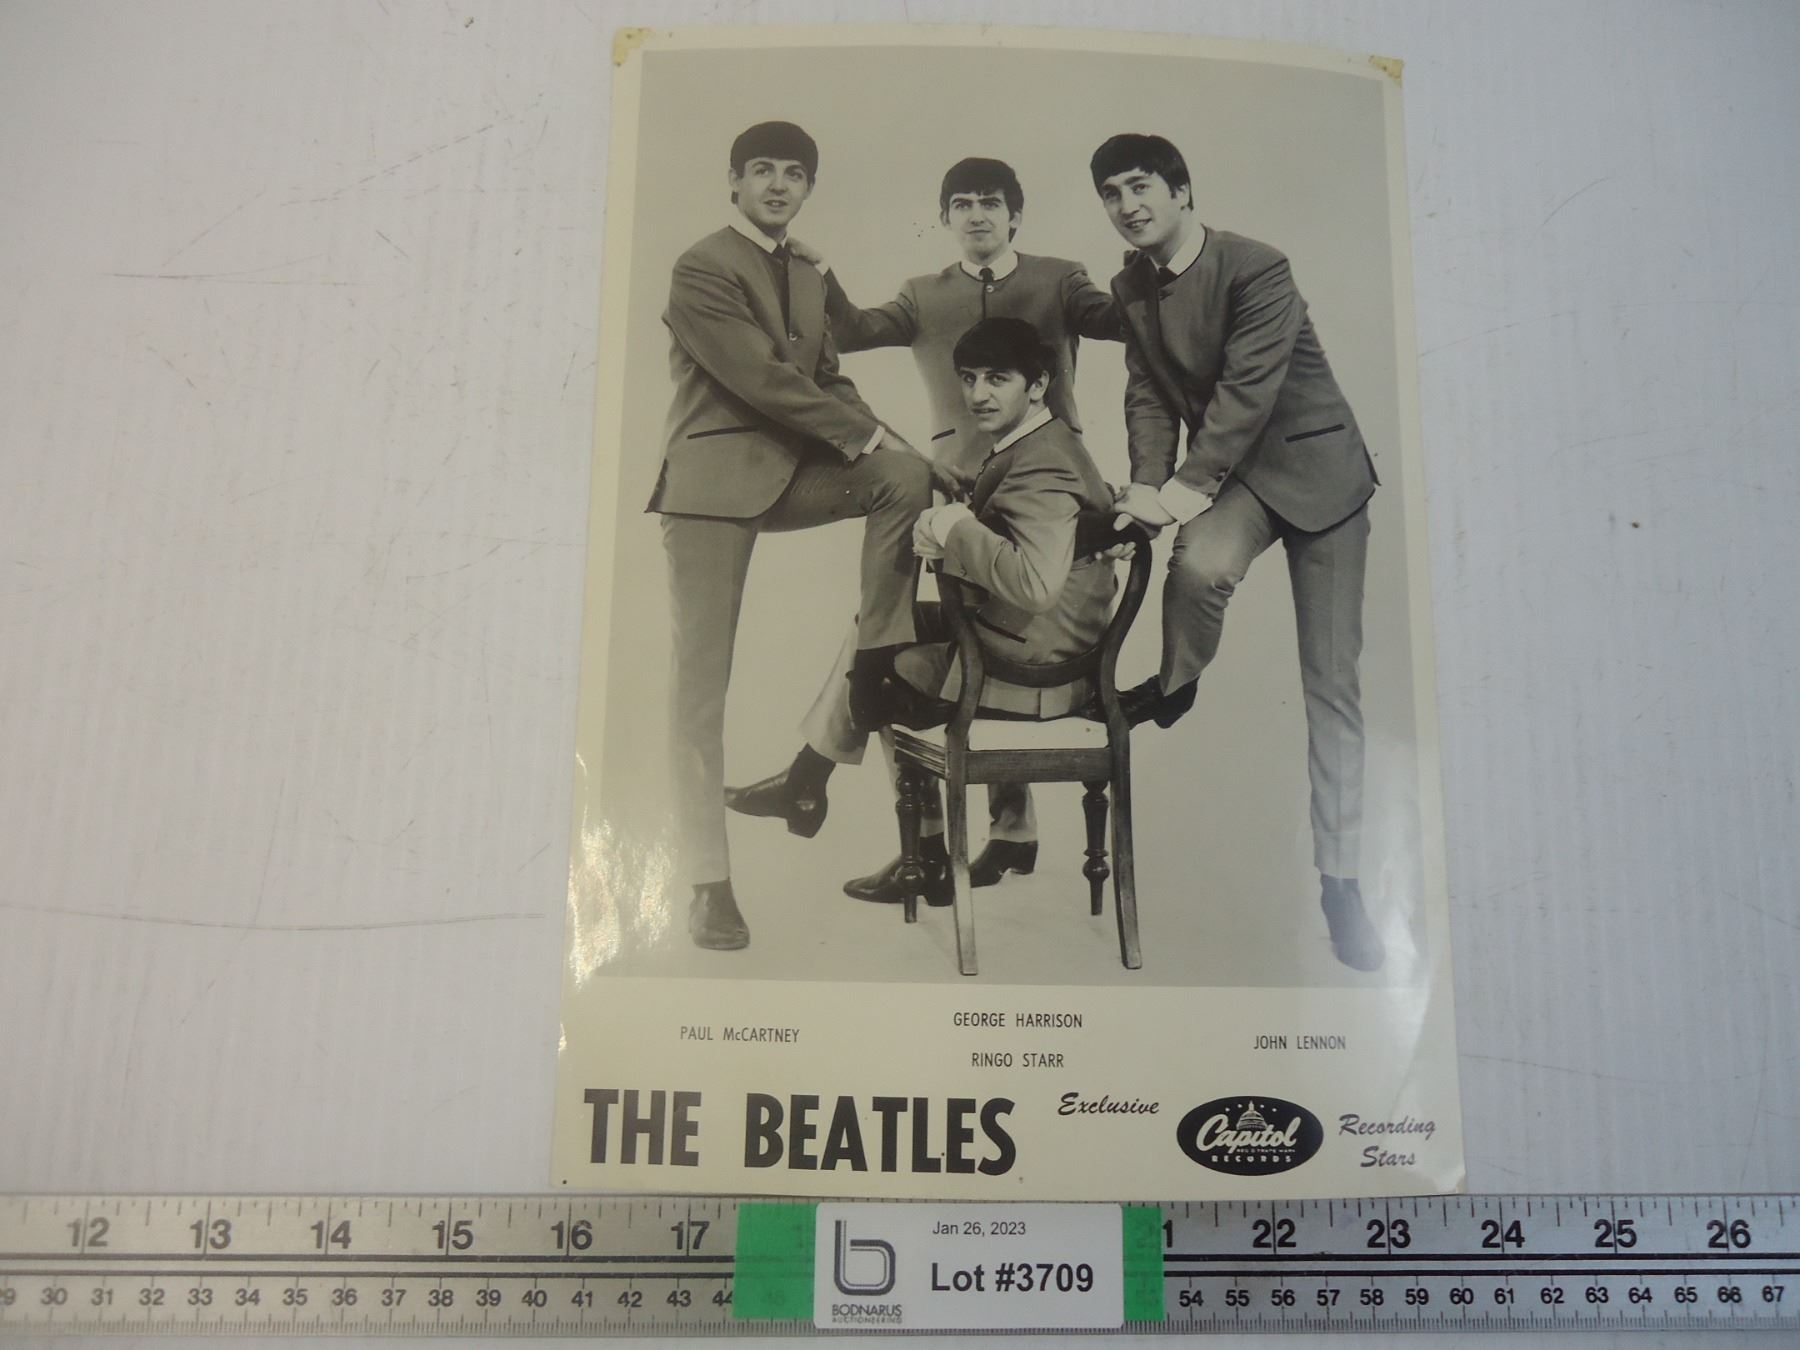 PAUL McCARTNEY
GEORGE HARRISON
RINGO STARR
JOHN LENNON
THE BEATLES
Exclusive
Capitol
RECORDS
Recording
Stars
12 13 14 15 16 17 21 22 23 24 25 26
30 31 32 33 34 35 36 37 38 39 40 41 42 43 44 54 55 56 57 58 59 60 61 62 63 64 65 66 67
Jan 26, 2023
Lot #3709
BODNARUS
AUCTIONEERING